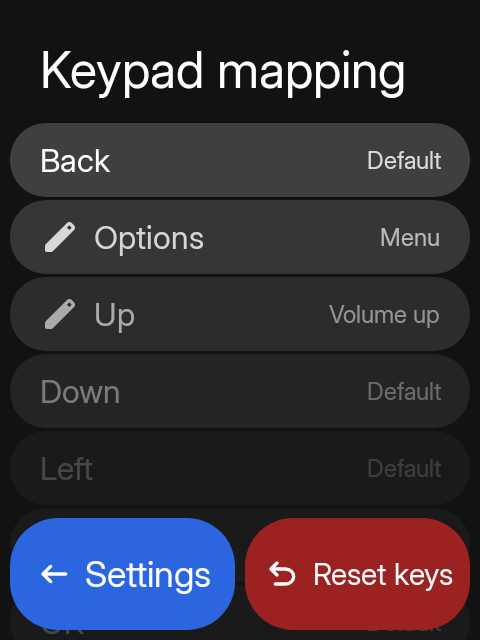 Keypad mapping
Back Default
Options Menu
Up Volume up
Down Default
Left Default
Settings Reset keys